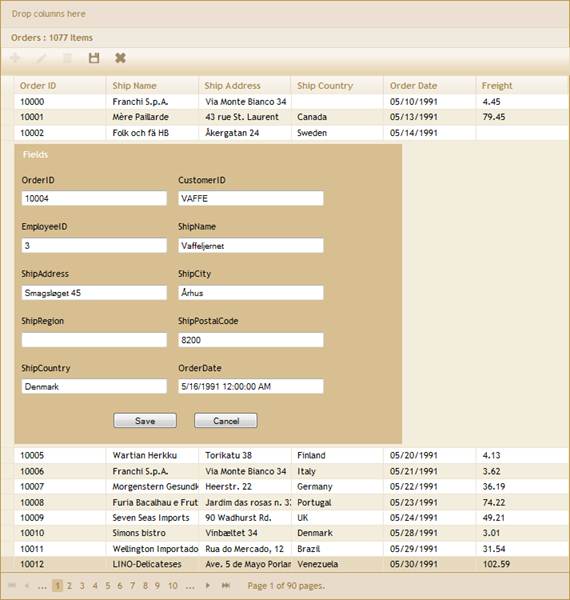 Drop columns here
Orders : 1077 Items
Order ID Ship Name Ship Address Ship Country Order Date Freight
10000 Franchi S.p.A. Via Monte Bianco 34 05/10/1991 4.45
10001 Mère Paillarde 43 rue St. Laurent Canada 05/13/1991 79.45
10002 Folk och fä HB Åkergatan 24 Sweden 05/14/1991
Fields
OrderID CustomerID
10004 VAFFE
EmployeeID ShipName
3 Vaffeljernet
ShipAddress ShipCity
Smagsløget 45 Århus
ShipRegion ShipPostalCode
8200
ShipCountry OrderDate
Denmark 5/16/1991 12:00:00 AM
Save Cancel
10005 Wartian Herkku Torikatu 38 Finland 05/20/1991 4.13
10006 Franchi S.p.A. Via Monte Bianco 34 Italy 05/21/1991 3.62
10007 Morgenstern Gesundk Heerstr. 22 Germany 05/22/1991 36.19
10008 Furia Bacalhau e Frut Jardim das rosas n. 32 Portugal 05/23/1991 74.22
10009 Seven Seas Imports 90 Wadhurst Rd. UK 05/24/1991 49.21
10010 Simons bistro Vinbæltet 34 Denmark 05/28/1991 3.01
10011 Wellington Importado Rua do Mercado, 12 Brazil 05/29/1991 31.54
10012 LINO-Delicateses Ave. 5 de Mayo Porlar Venezuela 05/30/1991 102.59
... 1 2 3 4 5 6 7 8 9 10 ... Page 1 of 90 pages.